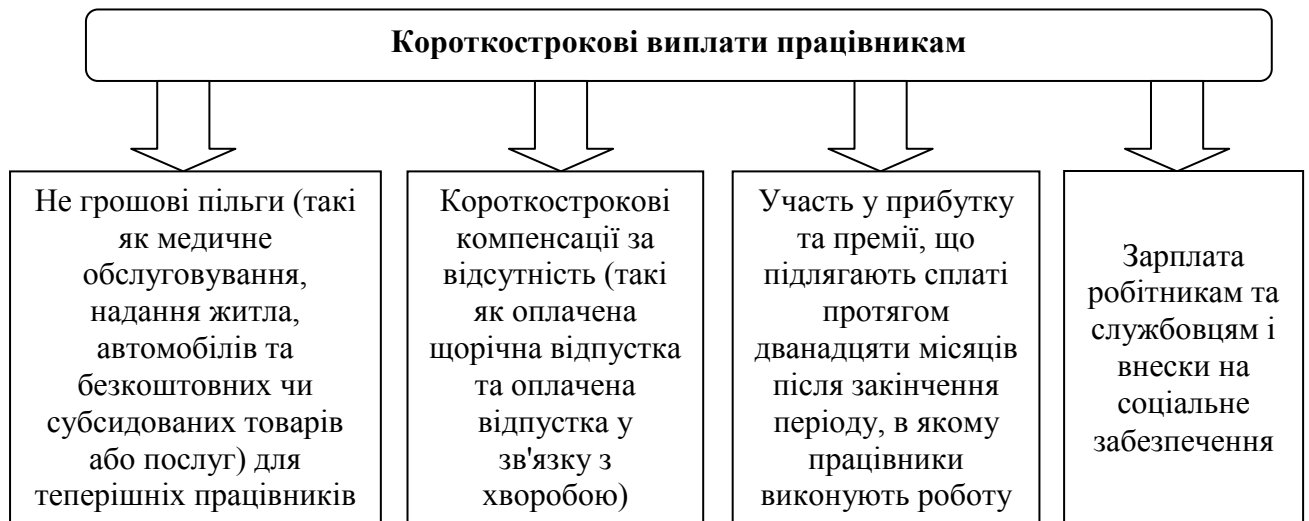 Короткострокові виплати працівникам
Не грошові пільги (такі
як медичне
обслуговування,
надання житла,
автомобілів та
безкоштовних чи
субсидованих товарів
або послуг) для
теперішніх працівників
Короткострокові
компенсації за
відсутність (такі
як оплачена
щорічна відпустка
та оплачена
відпустка у
зв'язку з
хворобою)
Участь у прибутку
та премії, що
підлягають сплаті
протягом
дванадцяти місяців
після закінчення
періоду, в якому
працівники
виконують роботу
Зарплата
робітникам та
службовцям і
внески на
соціальне
забезпечення